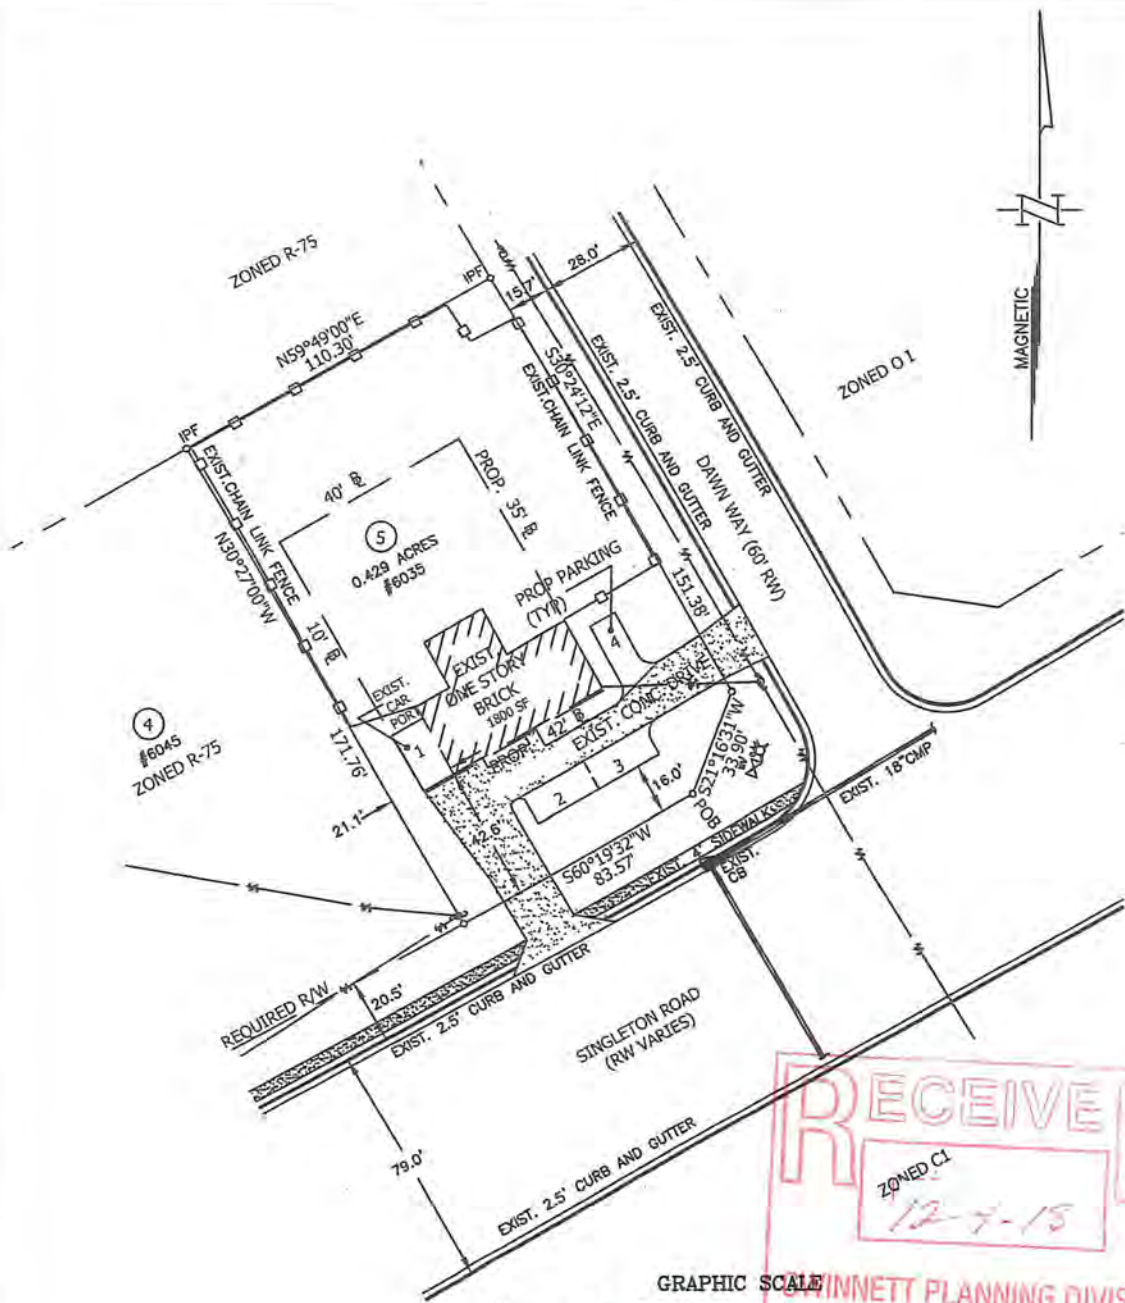 ZONED R-75
IPF
15.7'
28.0'
MAGNETIC
N59°49'00"E
110.30'
EXIST. 2.5' CURB AND GUTTER
EXIST. 2.5' CURB AND GUTTER
ZONED O I
S30°24'12"E
EXIST.CHAIN LINK FENCE
IPF
EXIST.CHAIN LINK FENCE
N30°27'00"W
40' BL
PROP. 35' BL
5
0.429 ACRES
#6035
DAWN WAY (60' RW)
PROP PARKING
(TYP)
151.38'
10' BL
4
EXIST.
CAR
PORT
EXIST
ONE STORY
BRICK
1800 SF
4
#6045
ZONED R-75
171.76'
1
PROP. 42' BL
EXIST. CONC. DRIVE
S21°16'31"W
33.90'
2
3
16.0'
POB
EXIST. 18"CMP
21.1'
42.6'
S60°19'32"W
83.57'
EXIST. 4' SIDEWALK
EXIST.
CB
REQUIRED R/W
20.5'
EXIST. 2.5' CURB AND GUTTER
SINGLETON ROAD
(RW VARIES)
79.0'
EXIST. 2.5' CURB AND GUTTER
RECEIVE
ZONED C1
12-4-15
GRAPHIC SCALE
GWINNETT PLANNING DIVIS